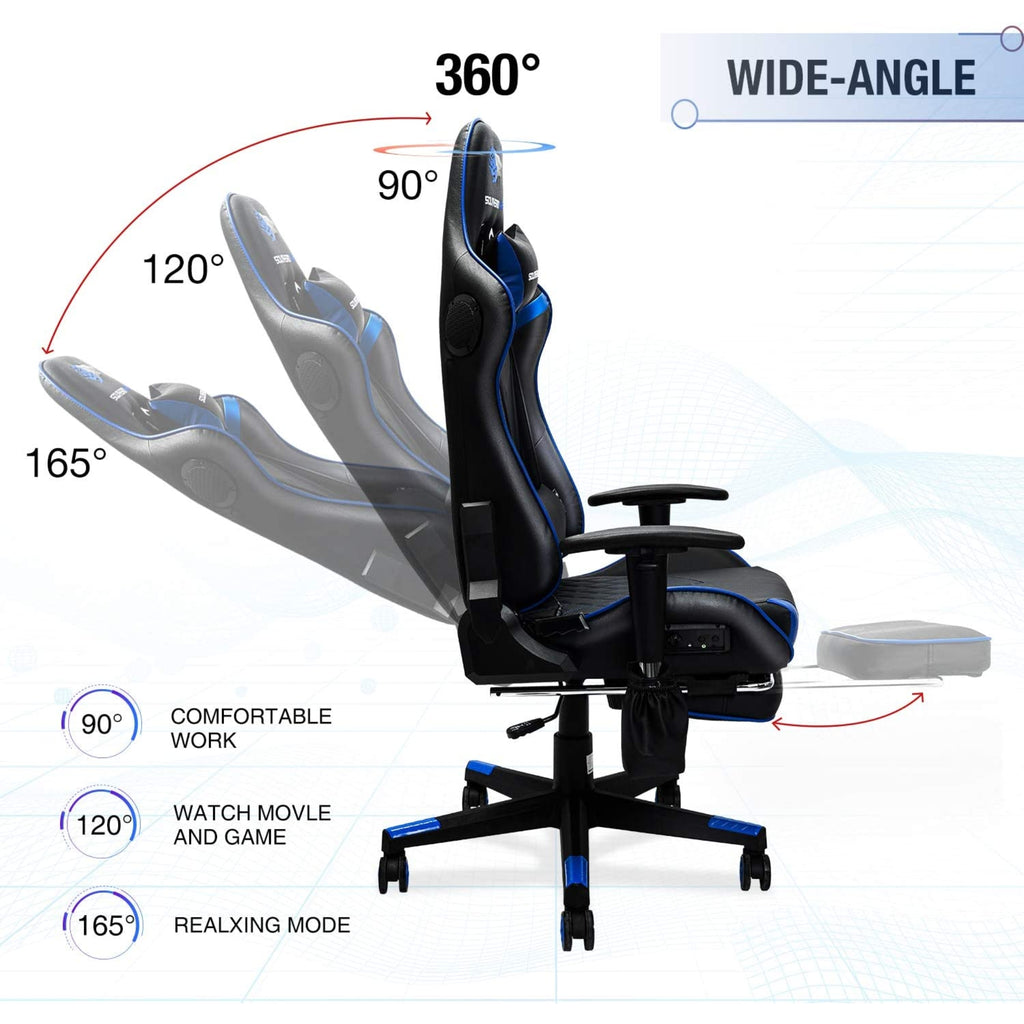 360°
WIDE-ANGLE
90°
120°
165°
90°
COMFORTABLE
WORK
120°
WATCH MOVLE
AND GAME
165°
REALXING MODE